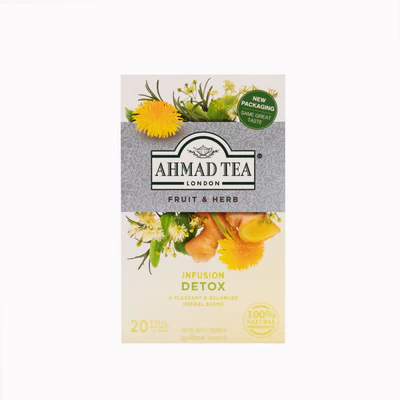 NEW
PACKAGING
SAME GREAT
TASTE
AHMAD TEA®
LONDON
FRUIT & HERB
INFUSION
DETOX
A PLEASANT & BALANCED
HERBAL BLEND
20
100%
NATURAL